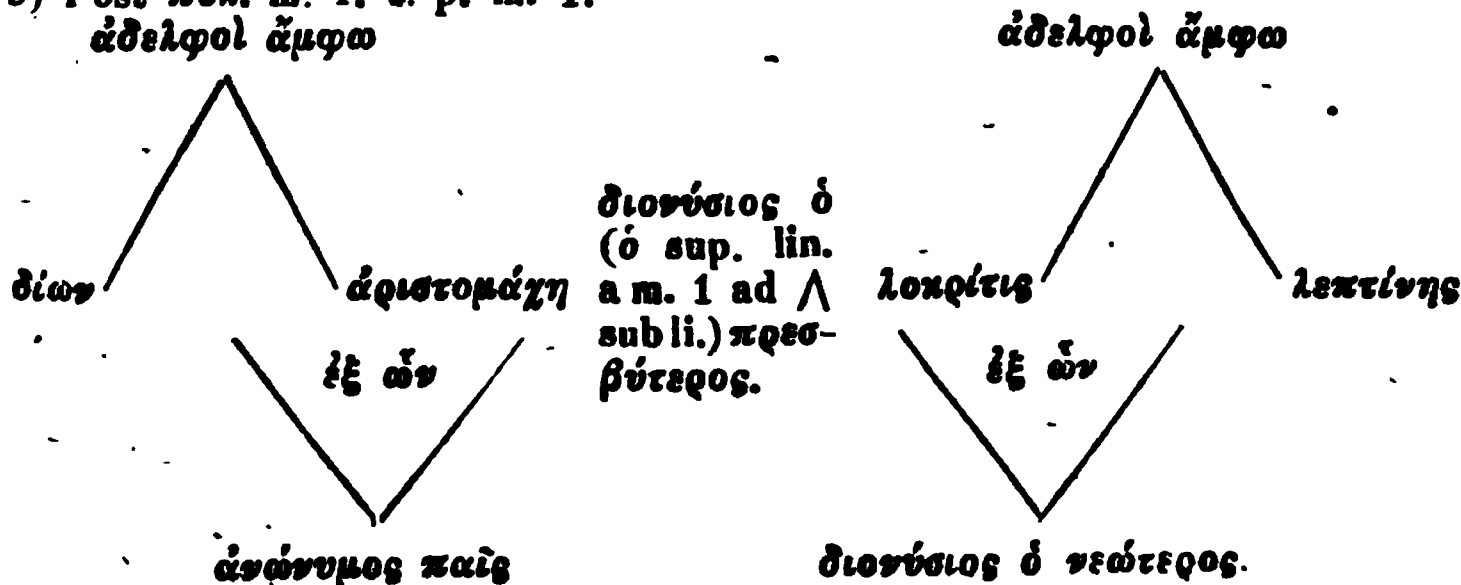 ἀδελφοὶ ἄμφω
ἀδελφοὶ ἄμφω
διονύσιος ὁ
(ὁ sup. lin.
δίων ἀριστομάχη a m. 1 ad Λ λοκρίτις λεπτίνης
sub li.) πρεσ-
ἐξ ὧν βύτερος. ἐξ ὧν
ἀνώνυμος παῖς διονύσιος ὁ νεώτερος.